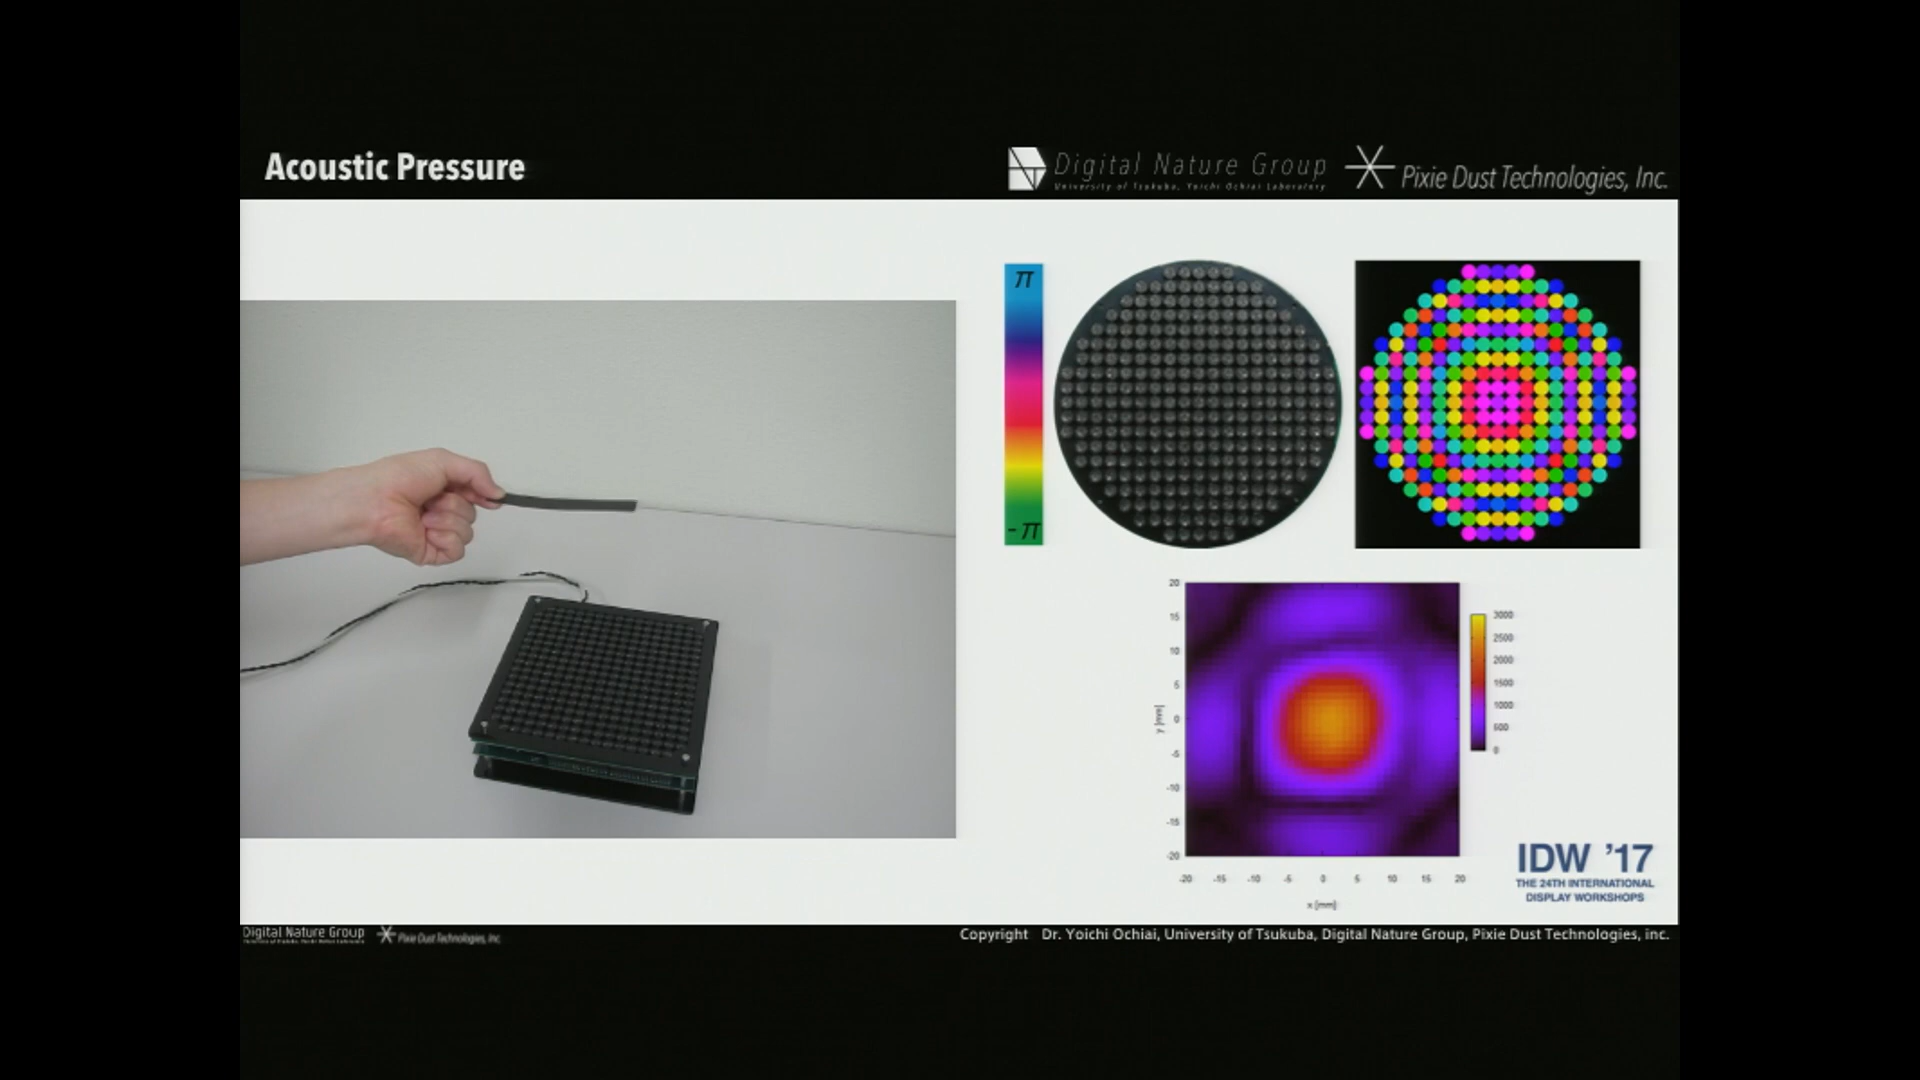 Acoustic Pressure
Digital Nature Group
University of Tsukuba, Yoichi Ochiai Laboratory
Pixie Dust Technologies, Inc.
π
-π
20
15
10
5
0
-5
-10
-15
-20
y [mm]
-20 -15 -10 -5 0 5 10 15 20
x [mm]
3000
2500
2000
1500
1000
500
0
IDW ’17
THE 24TH INTERNATIONAL
DISPLAY WORKSHOPS
Digital Nature Group
Pixie Dust Technologies, Inc.
Copyright Dr. Yoichi Ochiai, University of Tsukuba, Digital Nature Group, Pixie Dust Technologies, inc.